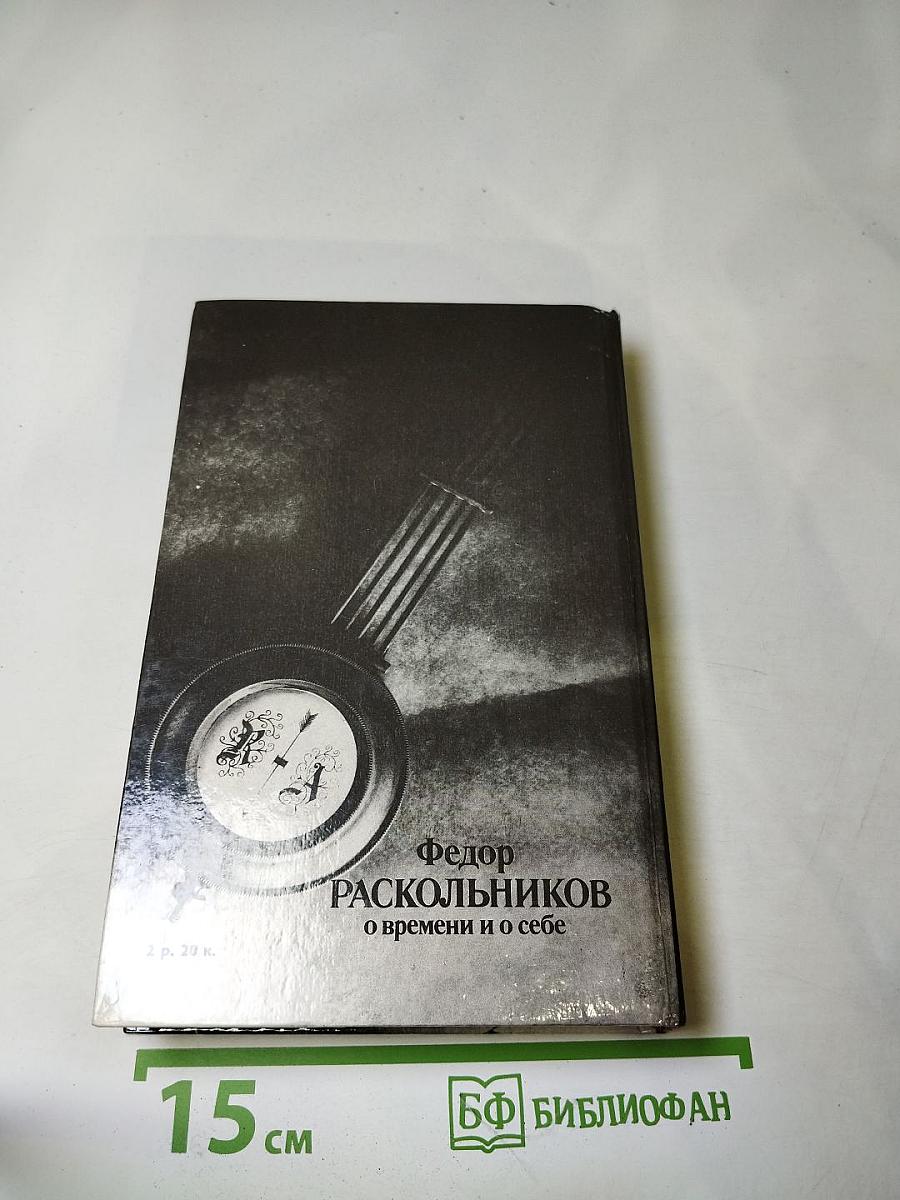 Федор
РАСКОЛЬНИКОВ
о времени и о себе
2 р. 20 к.
15 см
БФ БИБЛИОФАН